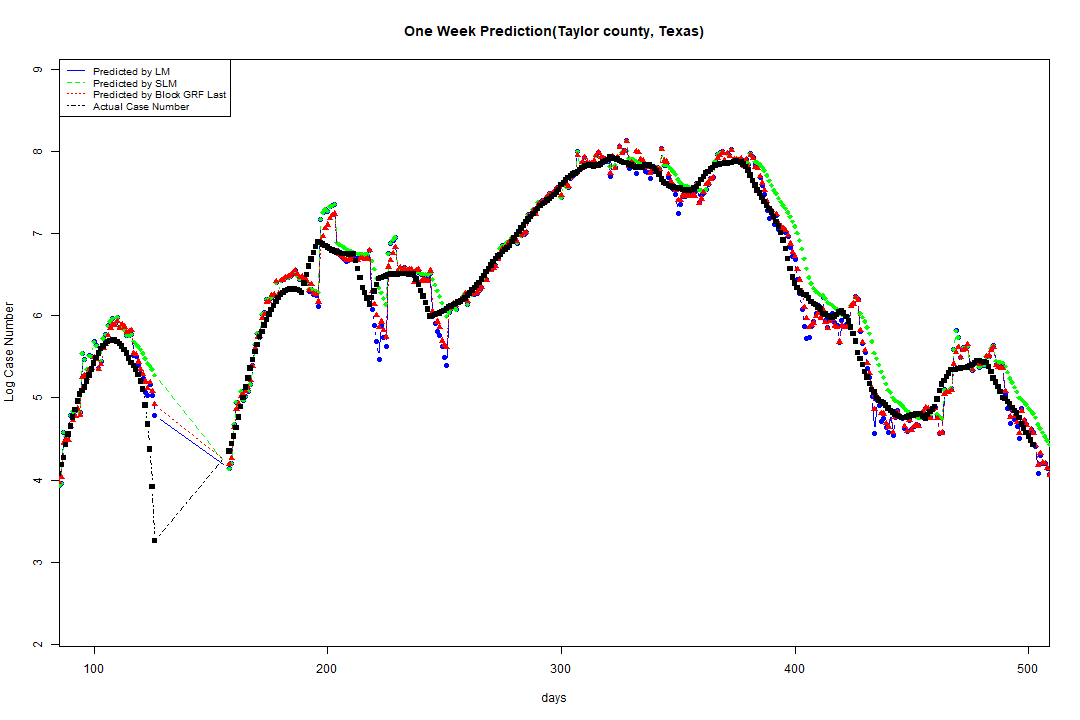 One Week Prediction(Taylor county, Texas)
Predicted by LM
Predicted by SLM
Predicted by Block GRF Last
Actual Case Number
9
8
7
6
5
4
3
2
Log Case Number
100 200 300 400 500
days